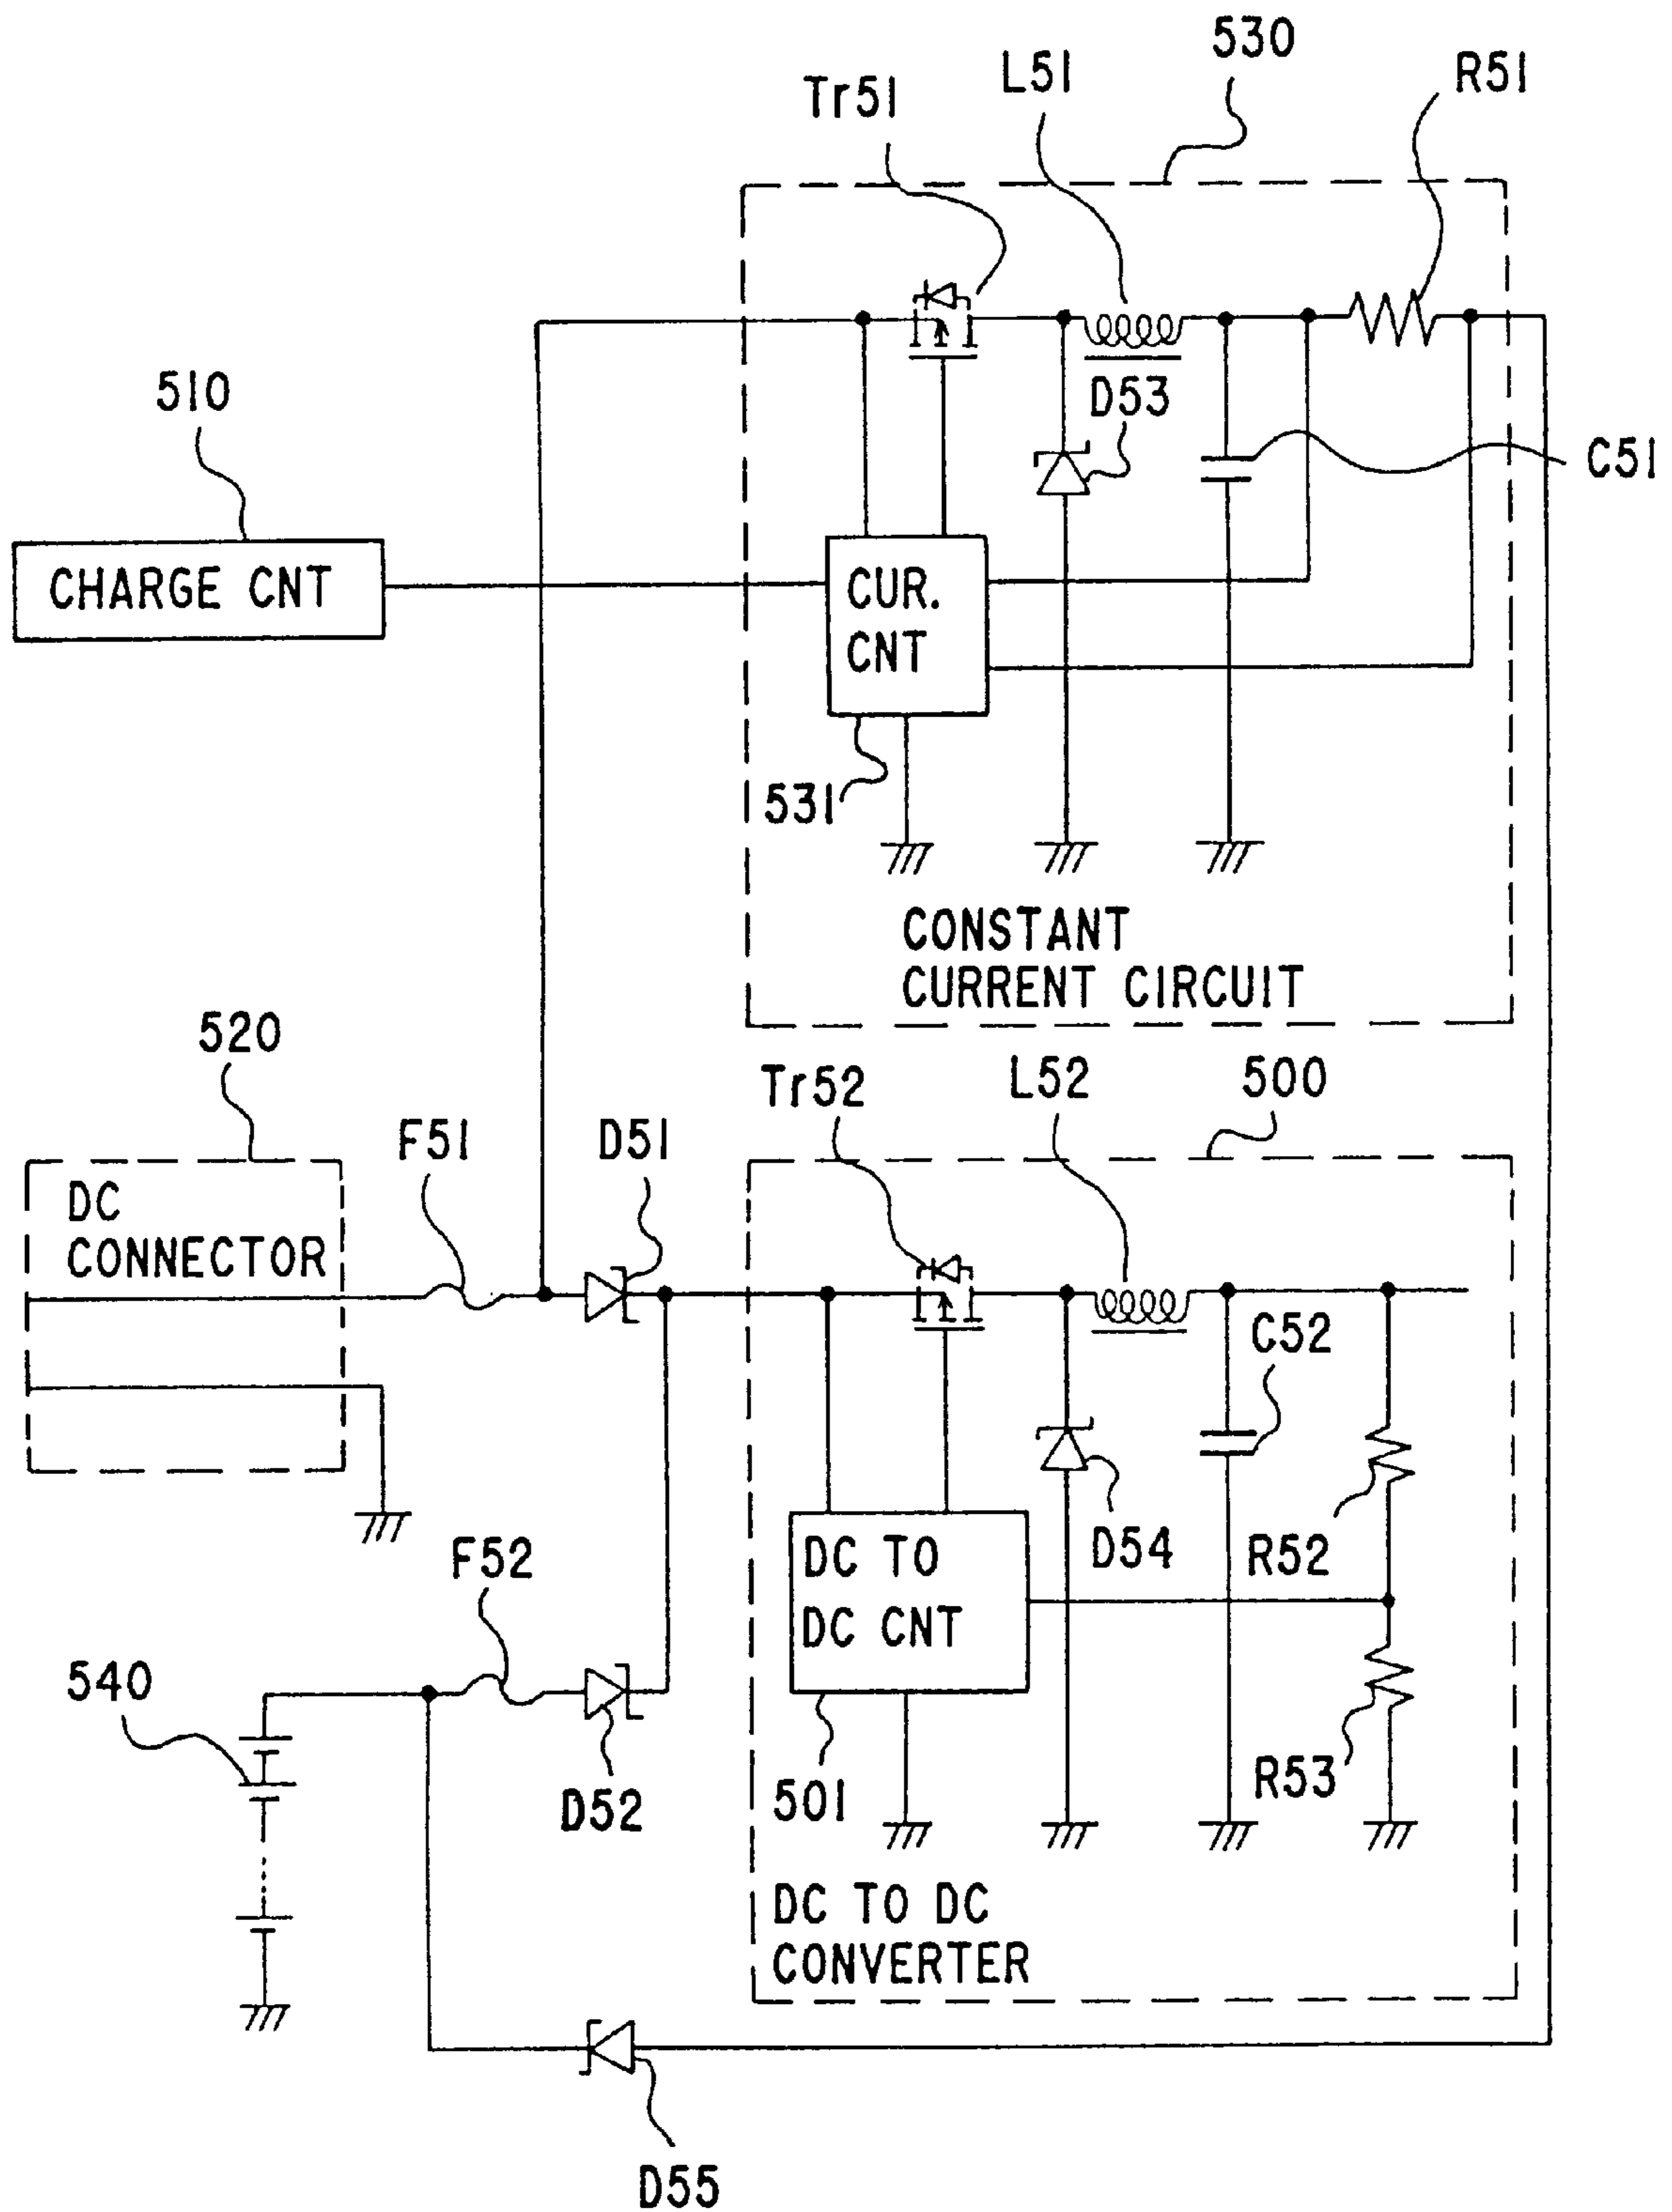 530
L51
R51
Tr51
510
D53
C51
CHARGE CNT
CUR.
CNT
531
CONSTANT
CURRENT CIRCUIT
520
Tr52
L52
500
F51
D51
DC
CONNECTOR
C52
F52
DC TO
DC CNT
D54
R52
540
501
D52
R53
DC TO DC
CONVERTER
D55